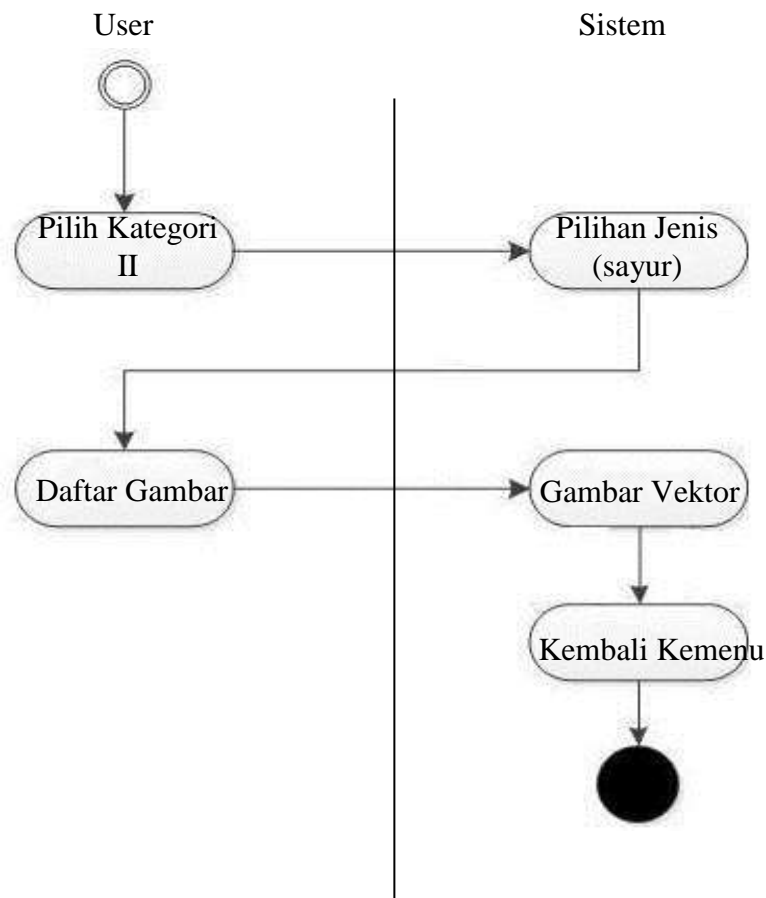 User
Sistem
Pilih Kategori
II
Pilihan Jenis
(sayur)
Daftar Gambar
Gambar Vektor
Kembali Kemenu